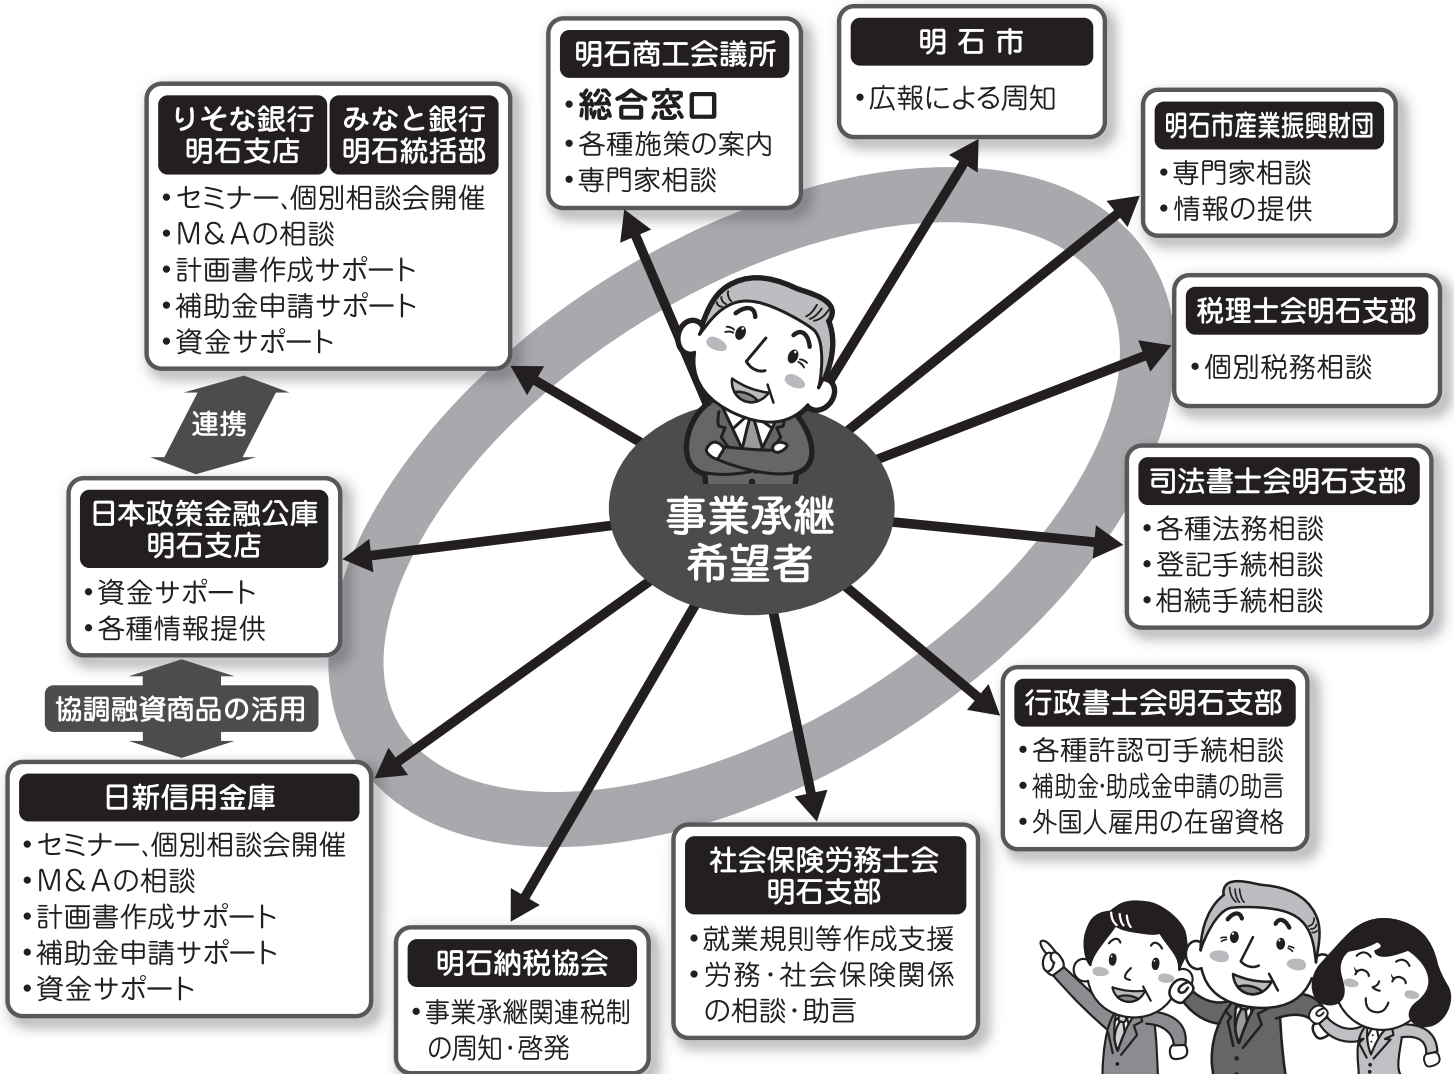 明石商工会議所
・総合窓口
・各種施策の案内
・専門家相談
明石市
・広報による周知
明石市産業振興財団
・専門家相談
・情報の提供
税理士会明石支部
・個別税務相談
司法書士会明石支部
・各種法務相談
・登記手続相談
・相続手続相談
行政書士会明石支部
・各種許認可手続相談
・補助金・助成金申請の助言
・外国人雇用の在留資格
社会保険労務士会
明石支部
・就業規則等作成支援
・労務・社会保険関係
の相談・助言
明石納税協会
・事業承継関連税制
の周知・啓発
日新信用金庫
・セミナー、個別相談会開催
・M&Aの相談
・計画書作成サポート
・補助金申請サポート
・資金サポート
協調融資商品の活用
日本政策金融公庫
明石支店
・資金サポート
・各種情報提供
連携
りそな銀行
明石支店
みなと銀行
明石統括部
・セミナー、個別相談会開催
・M&Aの相談
・計画書作成サポート
・補助金申請サポート
・資金サポート
事業承継
希望者